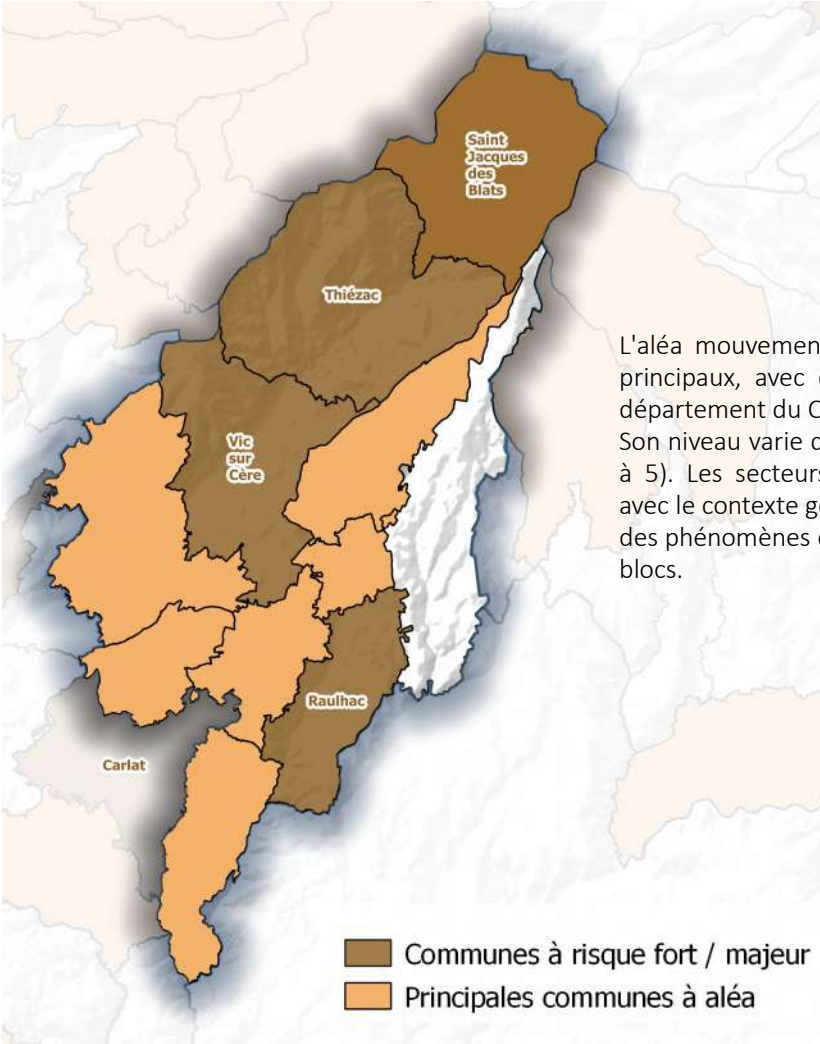 Saint
Jacques
des
Blats
Thiézac
L'aléa mouvemen
principaux, avec
département du C
Son niveau varie d
à 5). Les secteurs
avec le contexte g
des phénomènes
blocs.
Vic
sur
Cère
Raulhac
Carlat
Communes à risque fort / majeur
Principales communes à aléa